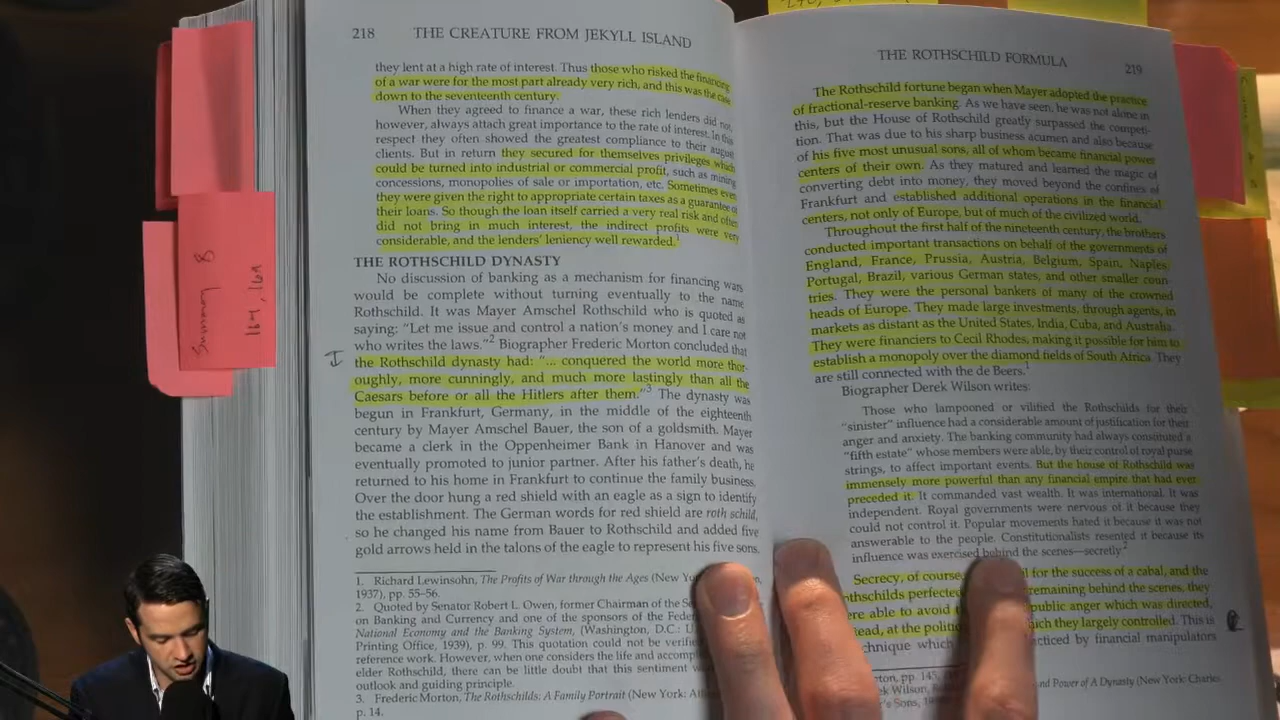 218 THE CREATURE FROM JEKYLL ISLAND
they lent at a high rate of interest. Thus those who risked the financing
of a war were for the most part already very rich, and this was the case
down to the seventeenth century.
When they agreed to finance a war, these rich lenders did not,
however, always attach great importance to the rate of interest. In this
respect they often showed the greatest compliance to their august
clients. But in return they secured for themselves privileges which
could be turned into industrial or commercial profit, such as mining
concessions, monopolies of sale or importation, etc. Sometimes even
they were given the right to appropriate certain taxes as a guarantee of
their loans. So though the loan itself carried a very real risk and often
did not bring in much interest, the indirect profits were very
considerable, and the lenders' leniency well rewarded.1
THE ROTHSCHILD DYNASTY
No discussion of banking as a mechanism for financing wars
would be complete without turning eventually to the name
Rothschild. It was Mayer Amschel Rothschild who is quoted as
saying: "Let me issue and control a nation's money and I care not
who writes the laws."2 Biographer Frederic Morton concluded that
the Rothschild dynasty had: "... conquered the world more thor-
oughly, more cunningly, and much more lastingly than all the
Caesars before or all the Hitlers after them."3 The dynasty was
begun in Frankfurt, Germany, in the middle of the eighteenth
century by Mayer Amschel Bauer, the son of a goldsmith. Mayer
became a clerk in the Oppenheimer Bank in Hanover and was
eventually promoted to junior partner. After his father's death, he
returned to his home in Frankfurt to continue the family business.
Over the door hung a red shield with an eagle as a sign to identify
the establishment. The German words for red shield are roth schild,
so he changed his name from Bauer to Rothschild and added five
gold arrows held in the talons of the eagle to represent his five sons.
1. Richard Lewinsohn, The Profits of War through the Ages (New
1937), pp. 55–56.
2. Quoted by Senator Robert L. Owen, former Chairman of the
on Banking and Currency and one of the sponsors of the
National Economy and the Banking System, (Washington, D.C.:
Printing Office, 1939), p. 99. This quotation could not be
reference work. However, when one considers the life and
elder Rothschild, there can be little doubt that this sentiment
outlook and guiding principle.
3. Frederic Morton, The Rothschilds: A Family Portrait (New York:
p. 14.
THE ROTHSCHILD FORMULA 219
The Rothschild fortune began when Mayer adopted the practice
of fractional-reserve banking. As we have seen, he was not alone in
this, but the House of Rothschild greatly surpassed the competi-
tion. That was due to his sharp business acumen and also because
of his five most unusual sons, all of whom became financial power
centers of their own. As they matured and learned the magic of
converting debt into money, they moved beyond the confines of
Frankfurt and established additional operations in the financial
centers, not only of Europe, but of much of the civilized world.
Throughout the first half of the nineteenth century, the brothers
conducted important transactions on behalf of the governments of
England, France, Prussia, Austria, Belgium, Spain, Naples,
Portugal, Brazil, various German states, and other smaller coun-
tries. They were the personal bankers of many of the crowned
heads of Europe. They made large investments, through agents, in
markets as distant as the United States, India, Cuba, and Australia.
They were financiers to Cecil Rhodes, making it possible for him to
establish a monopoly over the diamond fields of South Africa. They
are still connected with the de Beers.1
Biographer Derek Wilson writes:
Those who lampooned or vilified the Rothschilds for their
"sinister" influence had a considerable amount of justification for their
anger and anxiety. The banking community had always constituted a
"fifth estate" whose members were able, by their control of royal purse
strings, to affect important events. But the house of Rothschild was
immensely more powerful than any financial empire that had ever
preceded it. It commanded vast wealth. It was international. It was
independent. Royal governments were nervous of it because they
could not control it. Popular movements hated it because it was not
answerable to the people. Constitutionalists resented it because its
influence was exercised behind the scenes—secretly.2
Secrecy, of for the success of a cabal, and the
perfected remaining behind the scenes, they
able to avoid public anger which was directed,
at the which they largely controlled. This is
which by financial manipulators
pp. 145,
Wilson, and Power of A Dynasty (New York: Charles
Sons,
Summary 8
164, 169